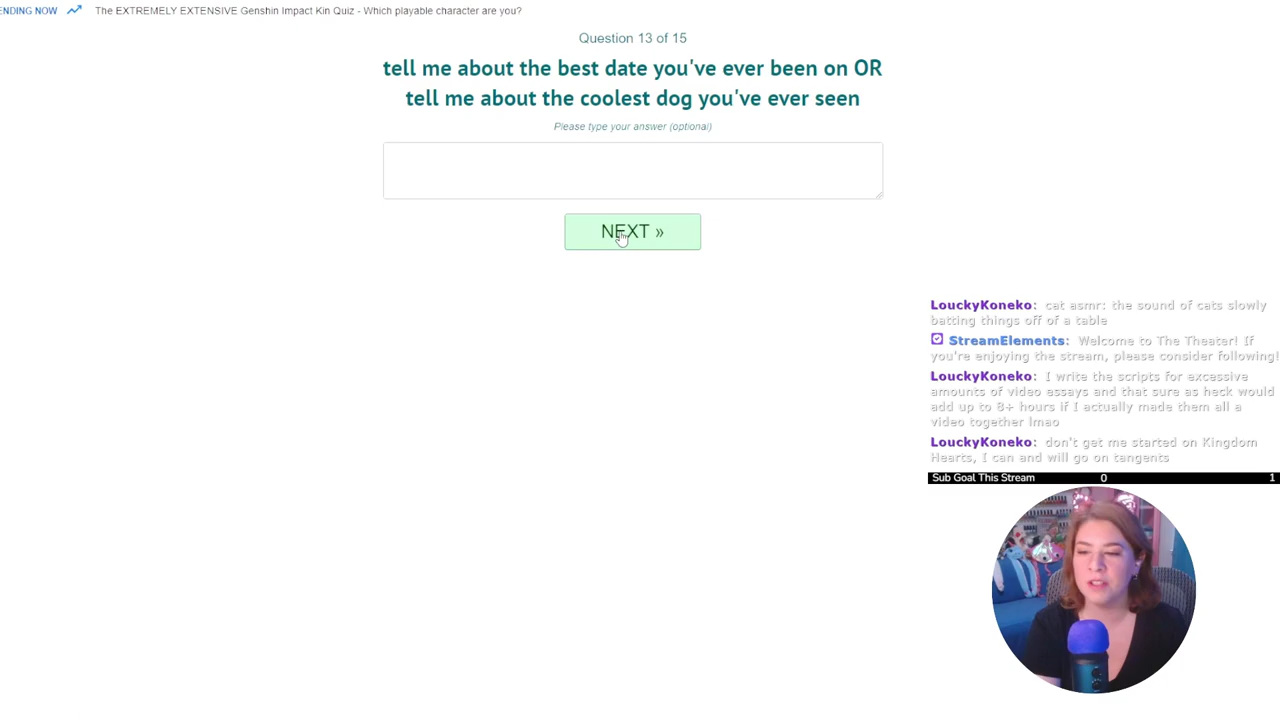 ENDING NOW The EXTREMELY EXTENSIVE Genshin Impact Kin Quiz - Which playable character are you?
Question 13 of 15
tell me about the best date you've ever been on OR
tell me about the coolest dog you've ever seen
Please type your answer (optional)
NEXT »
LouckyKoneko: cat asmr: the sound of cats slowly
batting things off of a table
StreamElements: Welcome to The Theater! If
you're enjoying the stream, please consider following!
LouckyKoneko: I write the scripts for excessive
amounts of video essays and that sure as heck would
add up to 8+ hours if I actually made them all a
video together lmao
LouckyKoneko: don't get me started on Kingdom
Hearts, I can and will go on tangents
Sub Goal This Stream 0 1